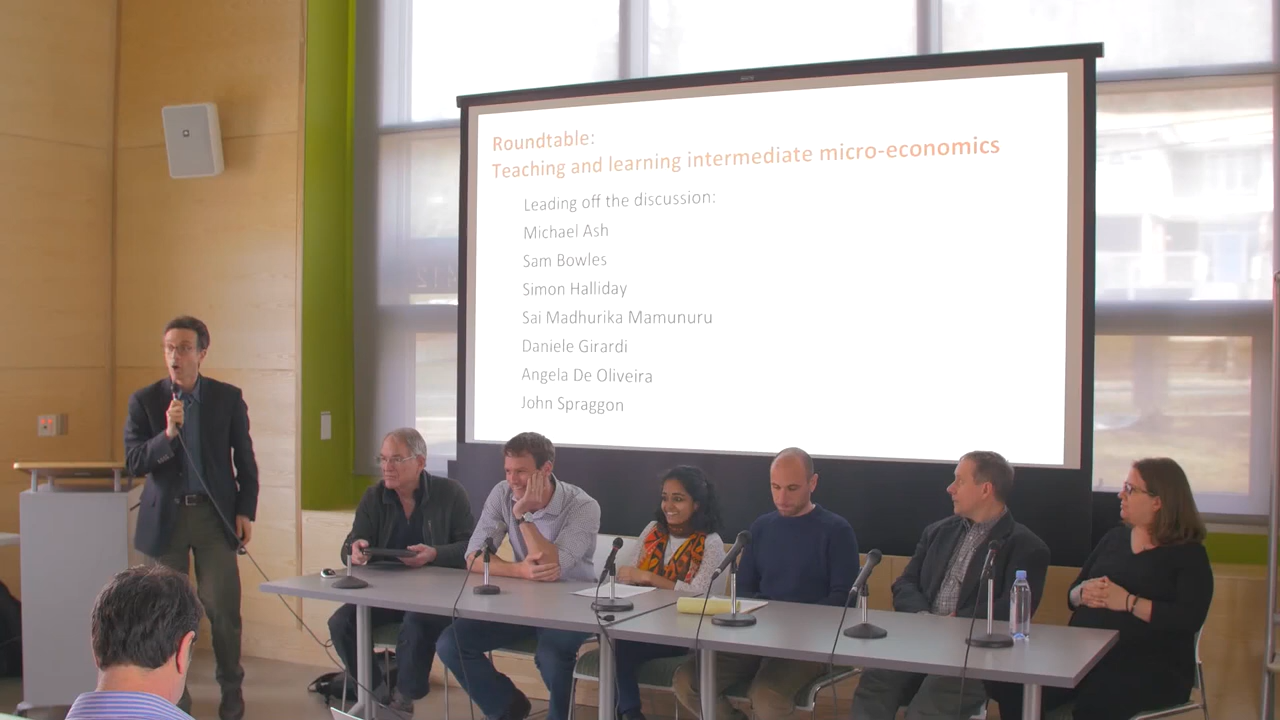 Roundtable:
Teaching and learning intermediate micro-economics
Leading off the discussion:
Michael Ash
Sam Bowles
Simon Halliday
Sai Madhurika Mamunuru
Daniele Girardi
Angela De Oliveira
John Spraggon